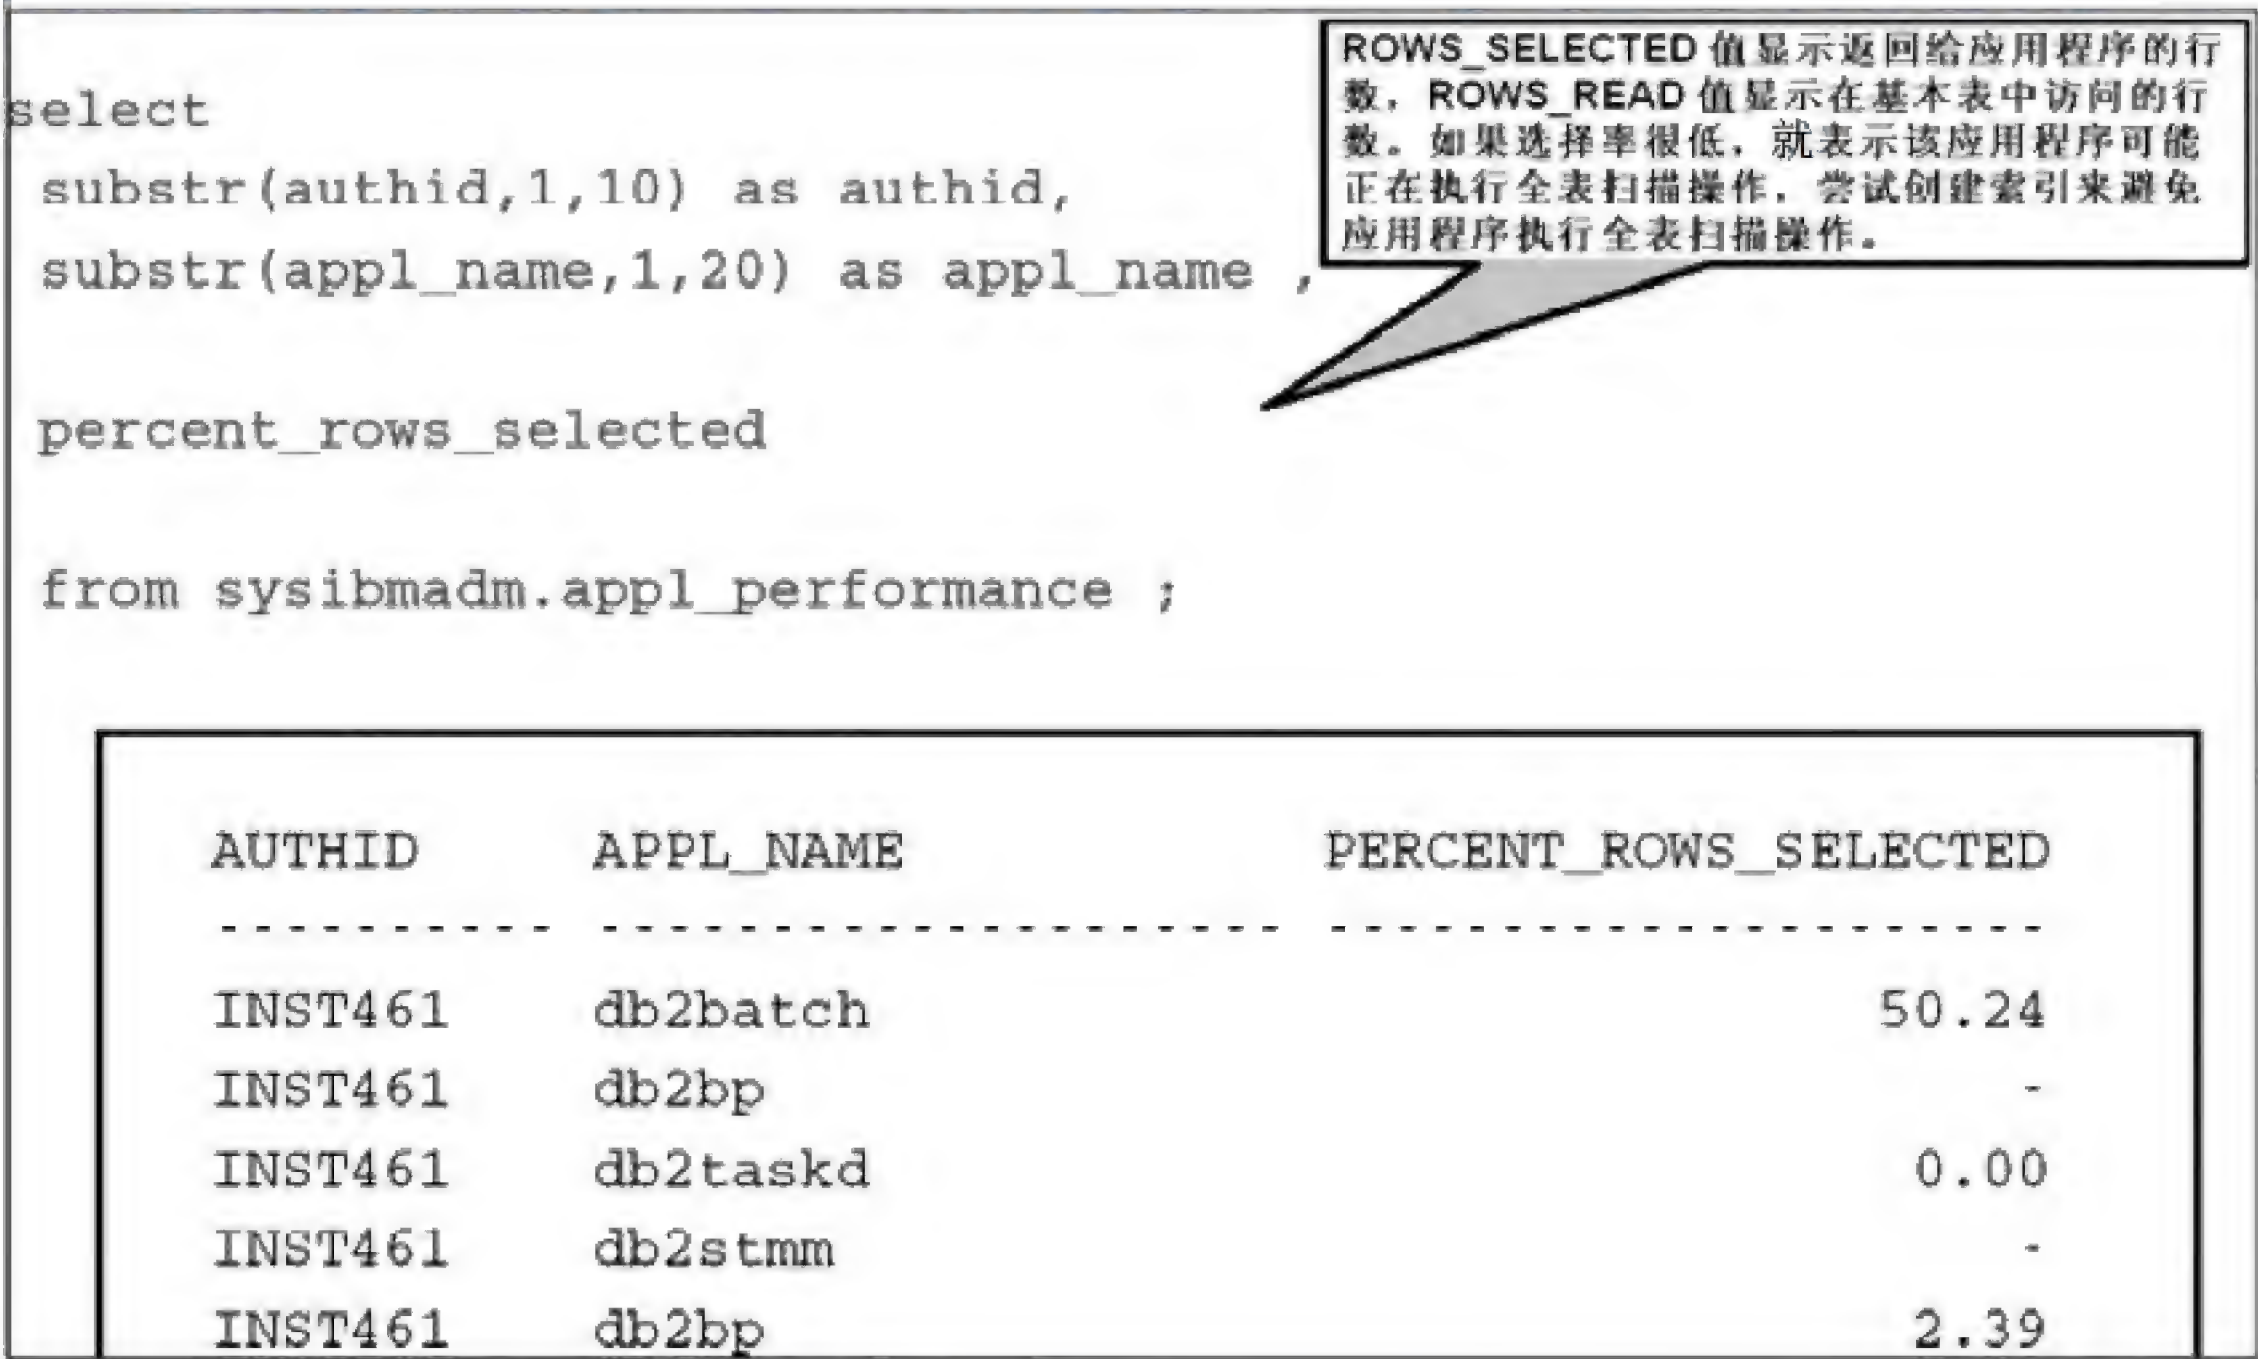 select
substr(authid,1,10) as authid,
substr(appl_name,1,20) as appl_name ,
percent_rows_selected
from sysibmadm.appl_performance ;
ROWS_SELECTED 值显示返回给应用程序的行
数，ROWS_READ 值显示在基本表中访问的行
数。如果选择率很低，就表示该应用程序可能
正在执行全表扫描操作，尝试创建索引来避免
应用程序执行全表扫描操作。
AUTHID APPL_NAME PERCENT_ROWS_SELECTED
---------- -------------------- ---------------------
INST461 db2batch 50.24
INST461 db2bp -
INST461 db2taskd 0.00
INST461 db2stmm -
INST461 db2bp 2.39